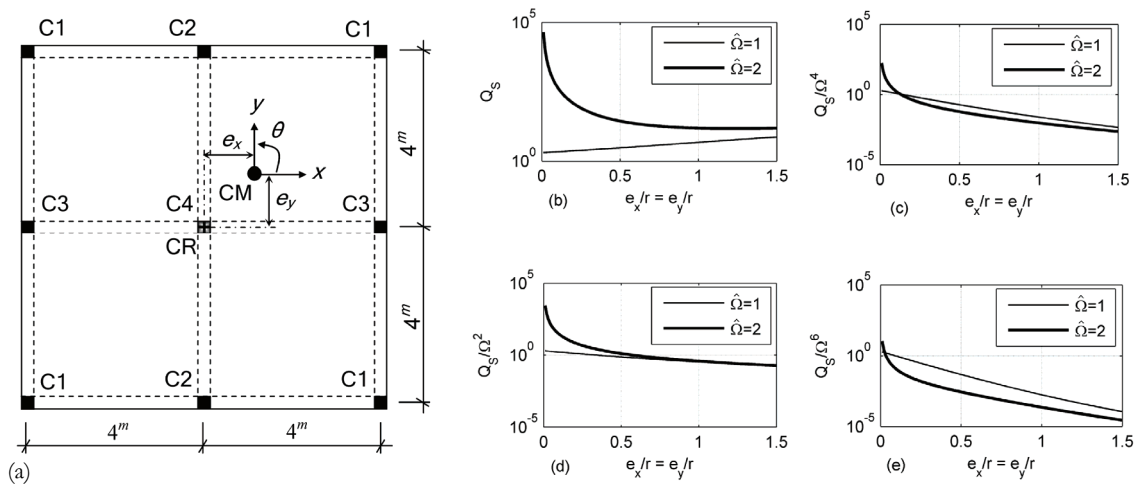 C1 C2 C1
y
θ
e_x
x
CM
e_y
4^m
C3 C4 C3
CR
4^m
C1 C2 C1
4^m 4^m
(a)
10^5
Q_S
10^0
Ω̂=1
Ω̂=2
0 0.5 1 1.5
(b) e_x/r = e_y/r
10^5
Q_S/Ω^4
10^0
10^-5
Ω̂=1
Ω̂=2
0 0.5 1 1.5
(c) e_x/r = e_y/r
10^5
Q_S/Ω^2
10^0
10^-5
Ω̂=1
Ω̂=2
0 0.5 1 1.5
(d) e_x/r = e_y/r
10^5
Q_S/Ω^6
10^0
10^-5
Ω̂=1
Ω̂=2
0 0.5 1 1.5
(e) e_x/r = e_y/r